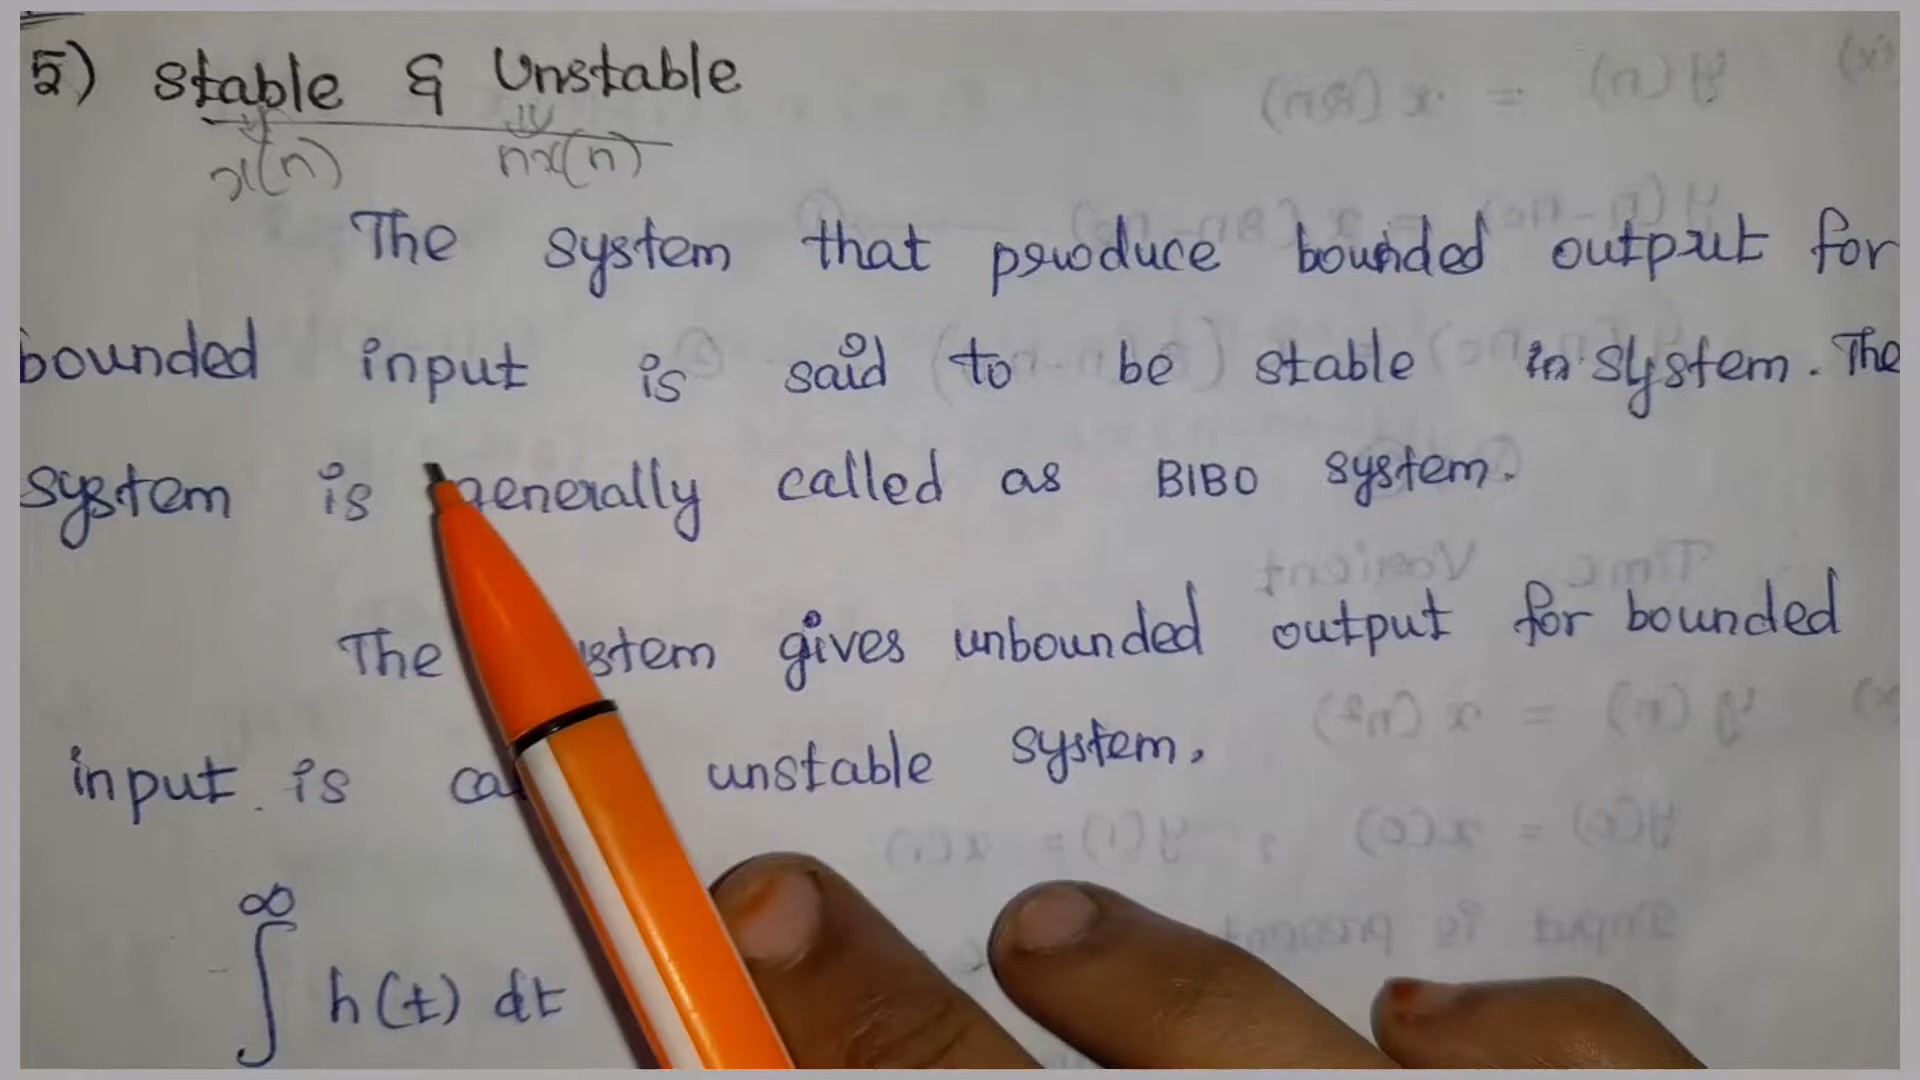 5) Stable & Unstable
x(n) nx(n)
The system that produce bounded output for
bounded input is said to be stable in system. The
system is generally called as BIBO system.
The gives unbounded output for bounded
input is unstable system.
∞
∫ h(t) dt